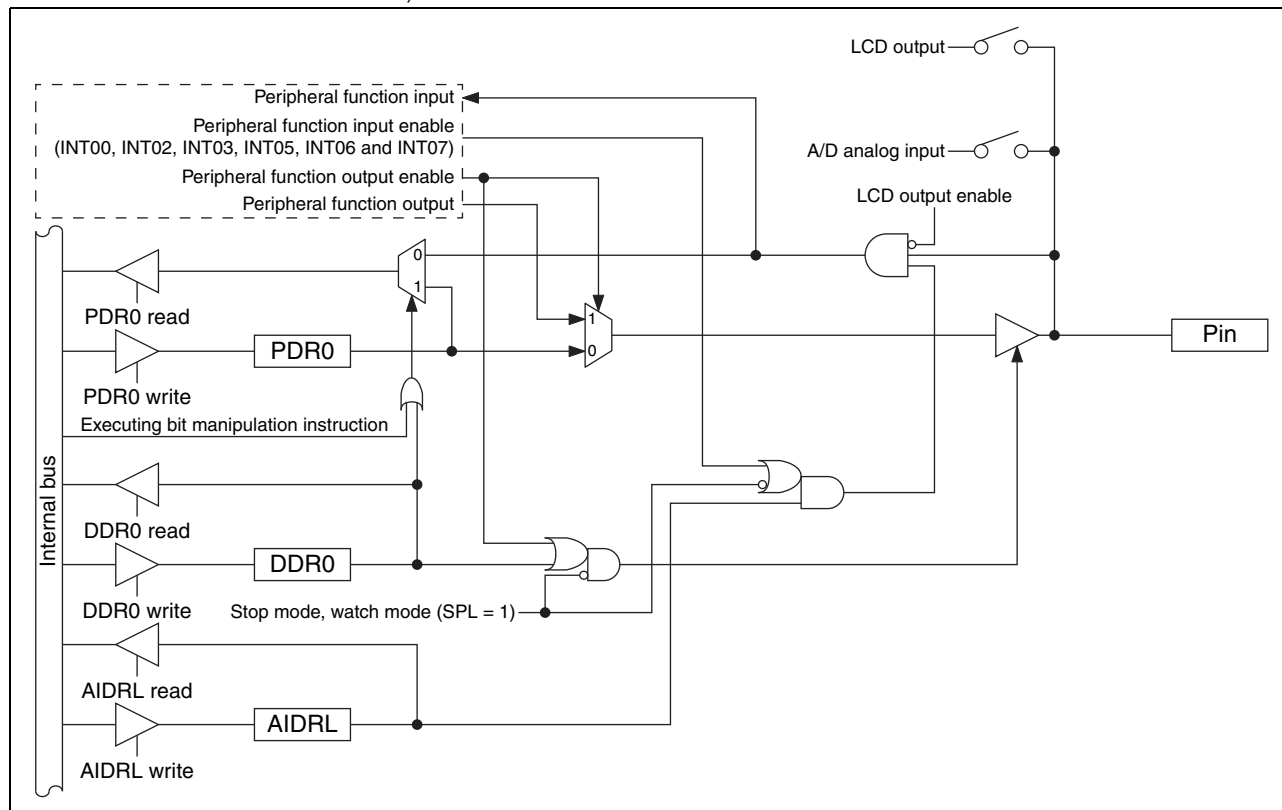 LCD output
Peripheral function input
Peripheral function input enable
(INT00, INT02, INT03, INT05, INT06 and INT07)
A/D analog input
Peripheral function output enable
Peripheral function output
LCD output enable
0
1
PDR0 read
1
0
PDR0
Pin
PDR0 write
Executing bit manipulation instruction
Internal bus
DDR0 read
DDR0
DDR0 write
Stop mode, watch mode (SPL = 1)
AIDRL read
AIDRL
AIDRL write